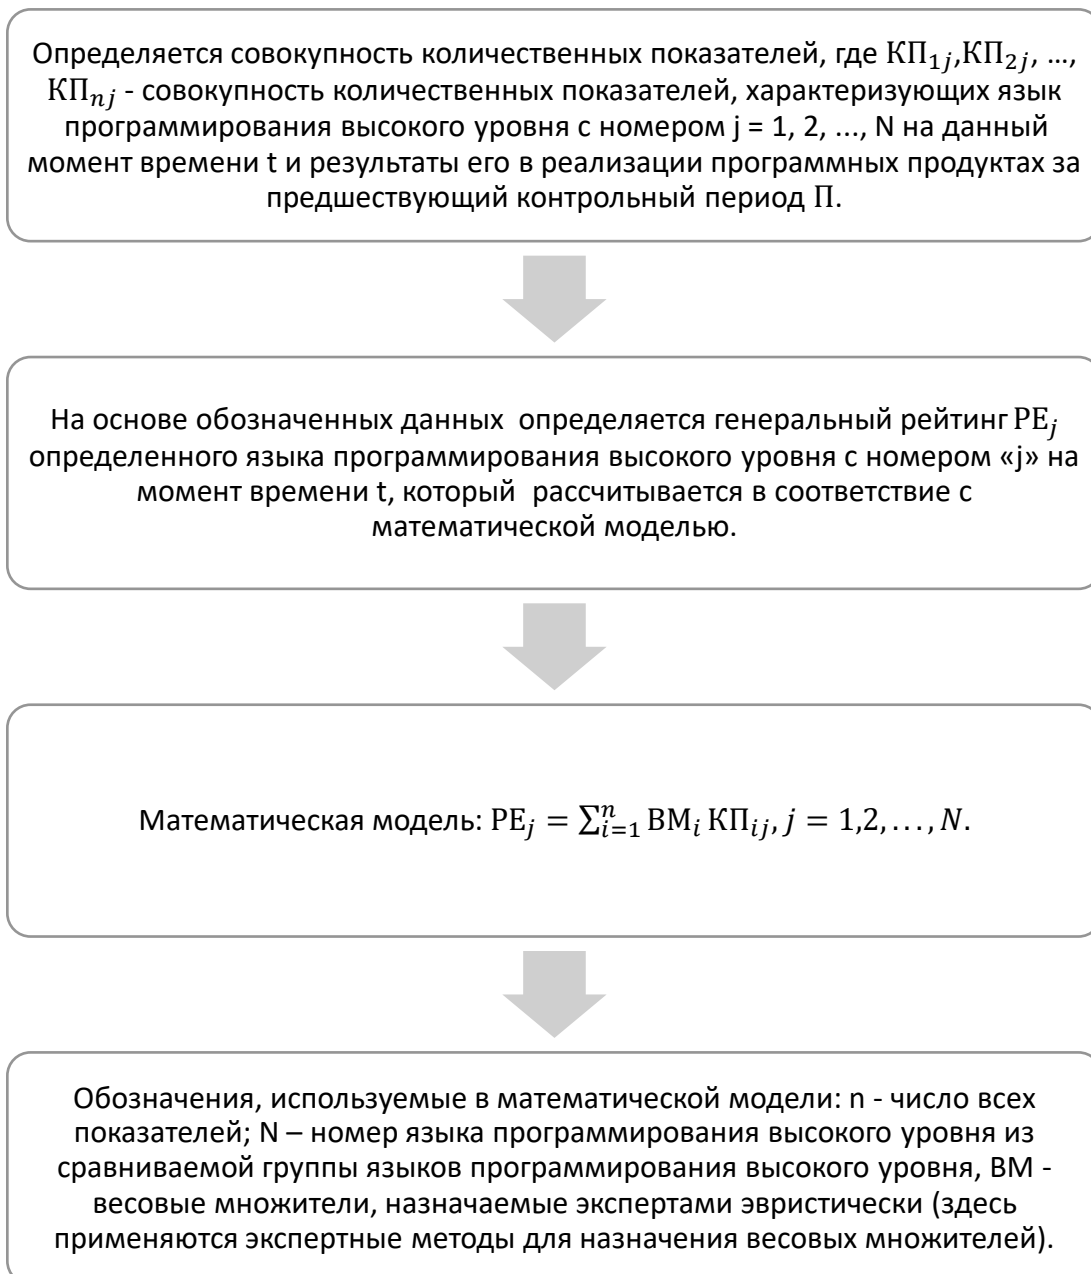 Определяется совокупность количественных показателей, где КП₁ⱼ,КП₂ⱼ, ...,
КПₙⱼ - совокупность количественных показателей, характеризующих язык
программирования высокого уровня с номером j = 1, 2, ..., N на данный
момент времени t и результаты его в реализации программных продуктах за
предшествующий контрольный период П.
На основе обозначенных данных определяется генеральный рейтинг РЕⱼ
определенного языка программирования высокого уровня с номером «j» на
момент времени t, который рассчитывается в соответствие с
математической моделью.
Математическая модель: РЕⱼ = ∑ⁿᵢ₌₁ ВМᵢ КПᵢⱼ, j = 1,2, . . . , N.
Обозначения, используемые в математической модели: n - число всех
показателей; N – номер языка программирования высокого уровня из
сравниваемой группы языков программирования высокого уровня, ВМ -
весовые множители, назначаемые экспертами эвристически (здесь
применяются экспертные методы для назначения весовых множителей).